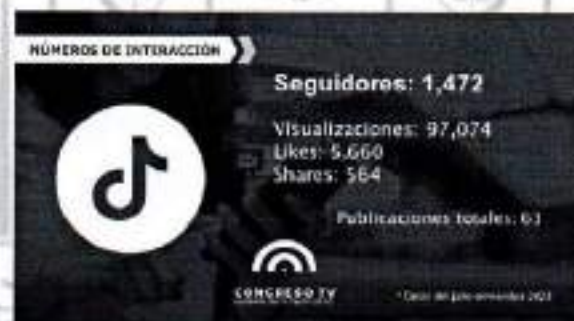 NÚMEROS DE INTERACCIÓN
Seguidores: 1,472
Visualizaciones: 97,074
Likes: 5,660
Shares: 564
Publicaciones totales: 63
CONGRESO TV